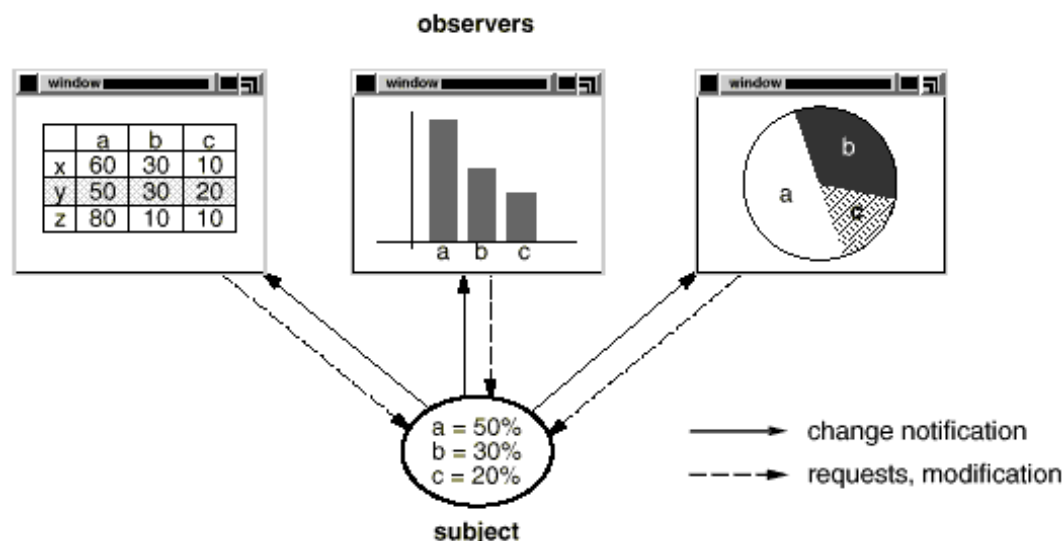 observers
window
a b c
x 60 30 10
y 50 30 20
z 80 10 10
window
a b c
window
a
b
c
a = 50%
b = 30%
c = 20%
subject
change notification
requests, modification